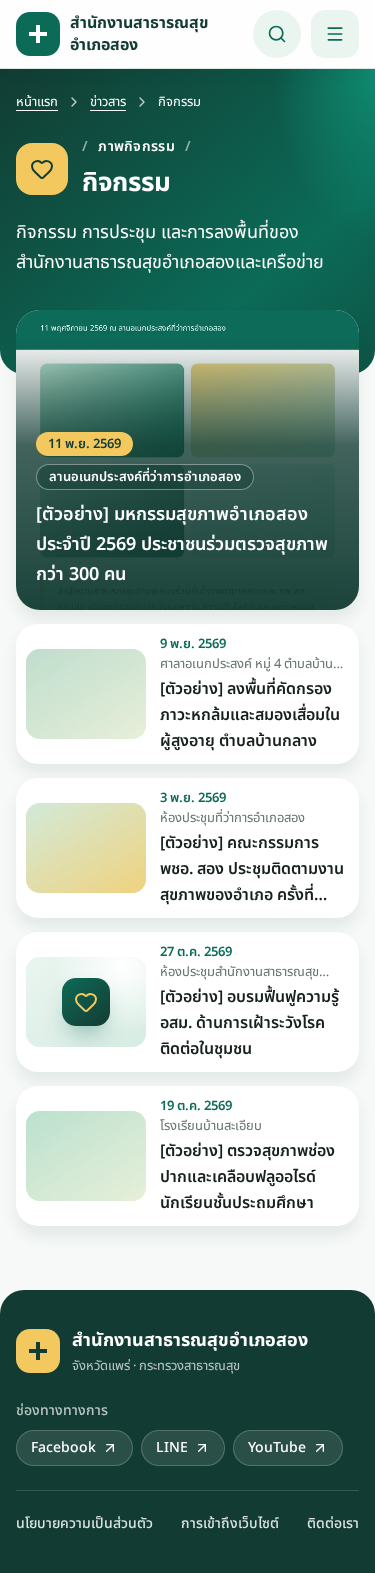 สำนักงานสาธารณสุข
อำเภอสอง
หน้าแรก
ข่าวสาร
กิจกรรม
/ ภาพกิจกรรม /
กิจกรรม
กิจกรรม การประชุม และการลงพื้นที่ของ
สำนักงานสาธารณสุขอำเภอสองและเครือข่าย
11 พฤศจิกายน 2569 ณ ลานอเนกประสงค์ที่ว่าการอำเภอสอง
11 พ.ย. 2569
ลานอเนกประสงค์ที่ว่าการอำเภอสอง
[ตัวอย่าง] มหกรรมสุขภาพอำเภอสอง
ประจำปี 2569 ประชาชนร่วมตรวจสุขภาพ
กว่า 300 คน
9 พ.ย. 2569
ศาลาอเนกประสงค์ หมู่ 4 ตำบลบ้าน…
[ตัวอย่าง] ลงพื้นที่คัดกรอง
ภาวะหกล้มและสมองเสื่อมใน
ผู้สูงอายุ ตำบลบ้านกลาง
3 พ.ย. 2569
ห้องประชุมที่ว่าการอำเภอสอง
[ตัวอย่าง] คณะกรรมการ
พชอ. สอง ประชุมติดตามงาน
สุขภาพของอำเภอ ครั้งที่…
27 ต.ค. 2569
ห้องประชุมสำนักงานสาธารณสุข…
[ตัวอย่าง] อบรมฟื้นฟูความรู้
อสม. ด้านการเฝ้าระวังโรค
ติดต่อในชุมชน
19 ต.ค. 2569
โรงเรียนบ้านสะเอียบ
[ตัวอย่าง] ตรวจสุขภาพช่อง
ปากและเคลือบฟลูออไรด์
นักเรียนชั้นประถมศึกษา
สำนักงานสาธารณสุขอำเภอสอง
จังหวัดแพร่ · กระทรวงสาธารณสุข
ช่องทางทางการ
Facebook
LINE
YouTube
นโยบายความเป็นส่วนตัว
การเข้าถึงเว็บไซต์
ติดต่อเรา